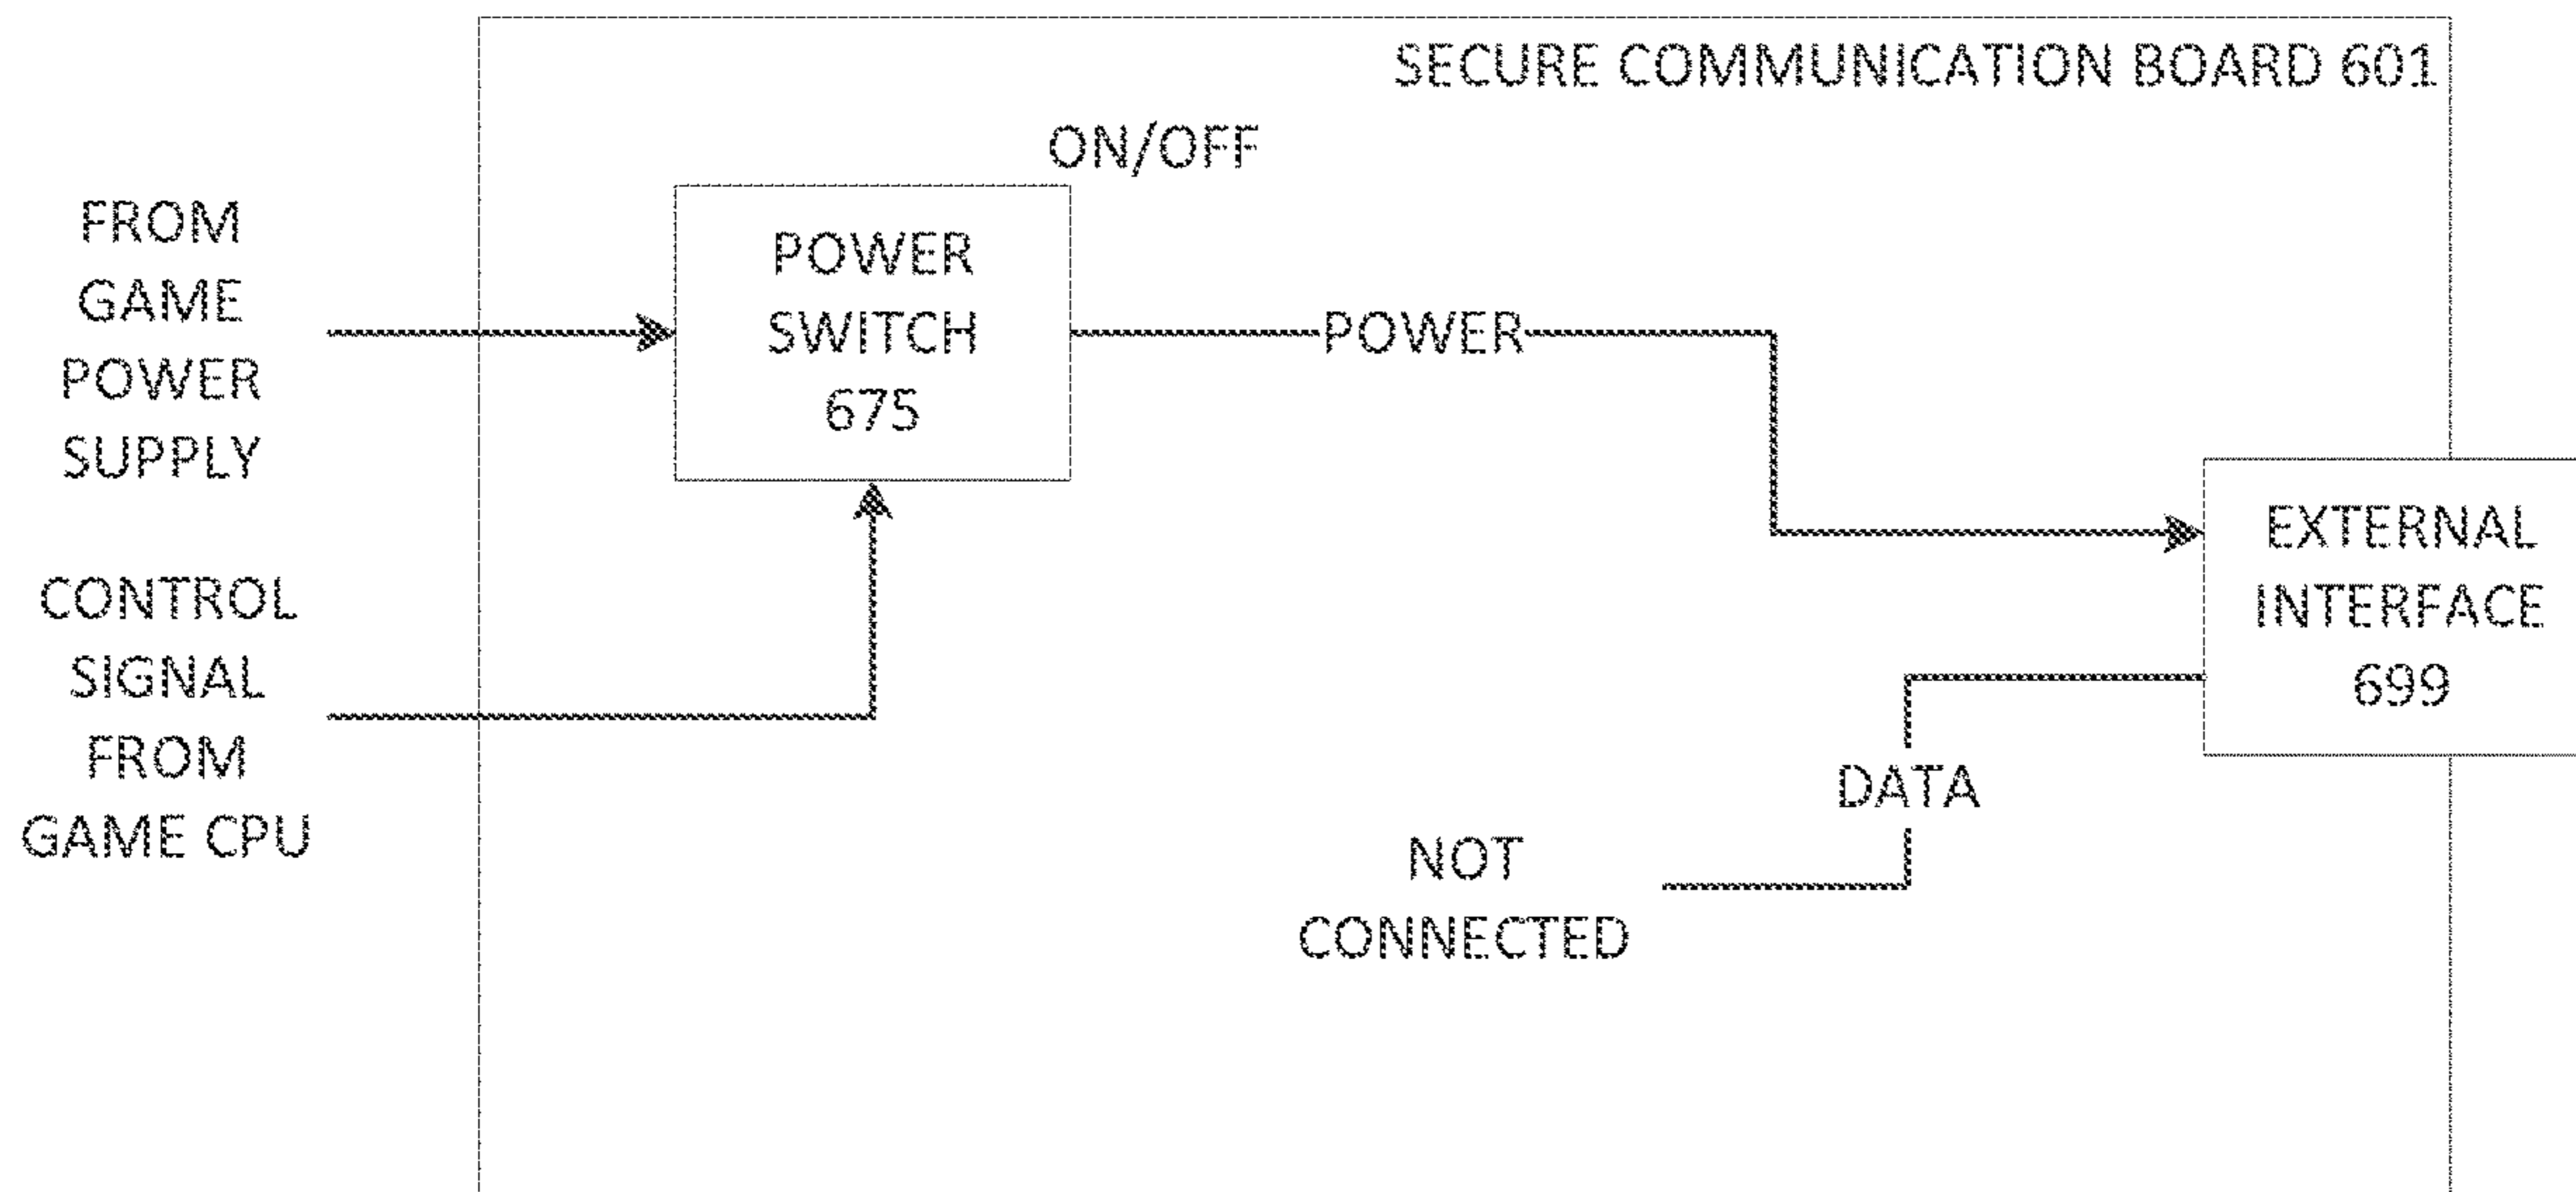 SECURE COMMUNICATION BOARD 601
ON/OFF
FROM
GAME
POWER
SUPPLY
POWER
SWITCH
675
POWER
EXTERNAL
INTERFACE
699
CONTROL
SIGNAL
FROM
GAME CPU
DATA
NOT
CONNECTED